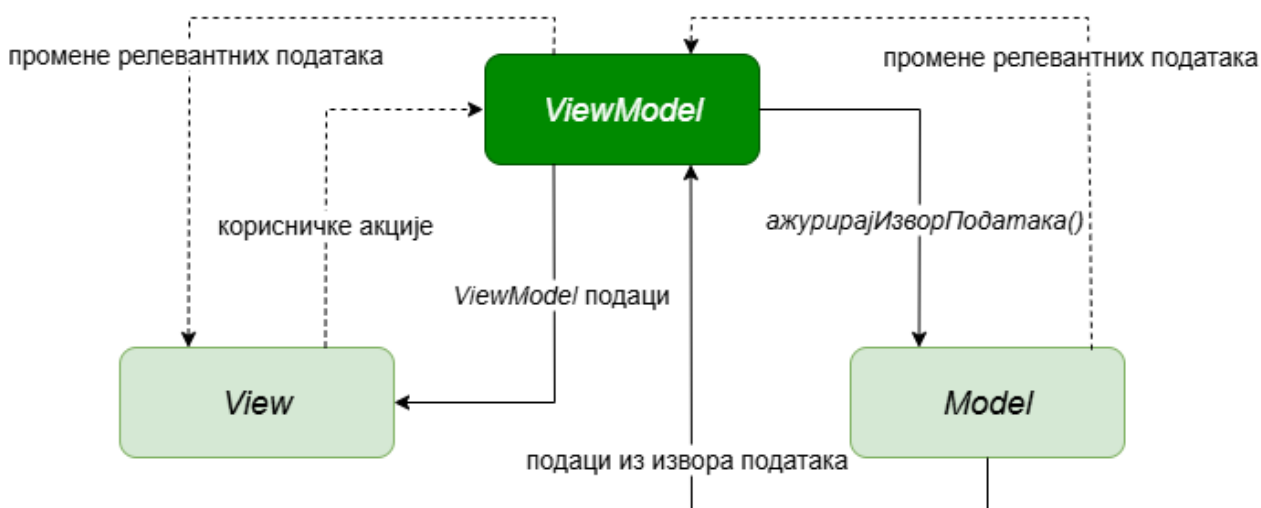 промене релевантних података
промене релевантних података
ViewModel
корисничке акције
ажурирајИзворПодатака()
ViewModel подаци
View
Model
подаци из извора података